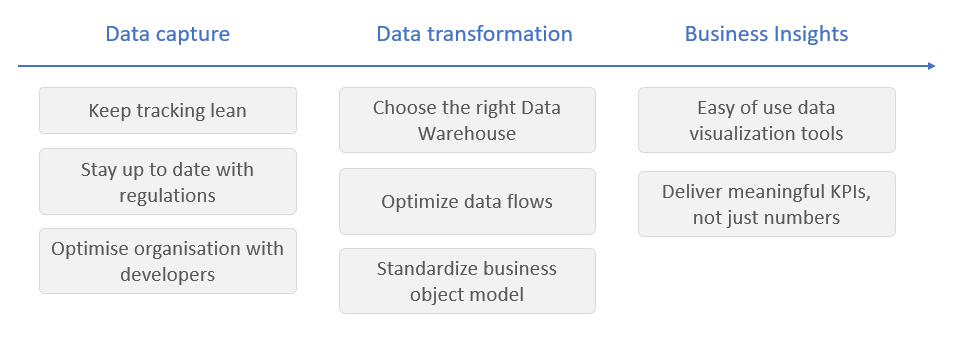 Data capture
Data transformation
Business Insights
Keep tracking lean
Stay up to date with
regulations
Optimise organisation with
developers
Choose the right Data
Warehouse
Optimize data flows
Standardize business
object model
Easy of use data
visualization tools
Deliver meaningful KPIs,
not just numbers